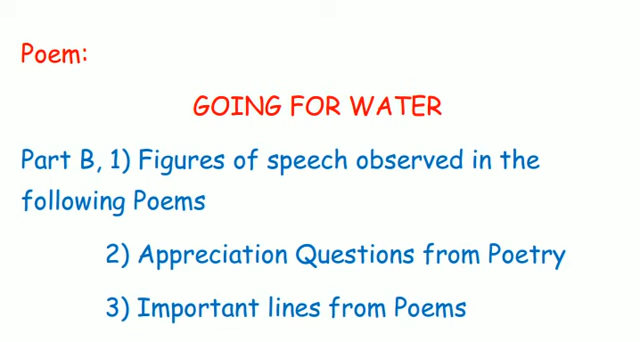 Poem:
GOING FOR WATER
Part B, 1) Figures of speech observed in the
following Poems
2) Appreciation Questions from Poetry
3) Important lines from Poems